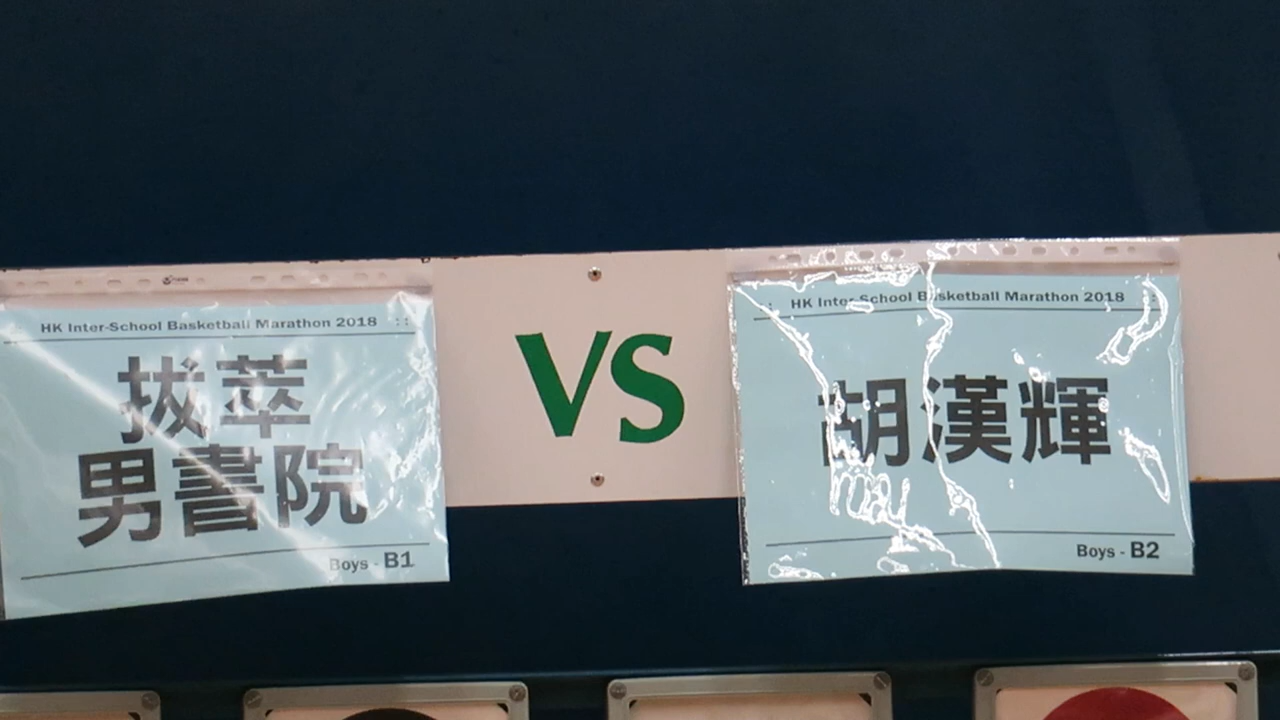 HK Inter-School Basketball Marathon 2018
拔萃
男書院
Boys - B1
VS
HK Inter-School Basketball Marathon 2018
胡漢輝
Boys - B2